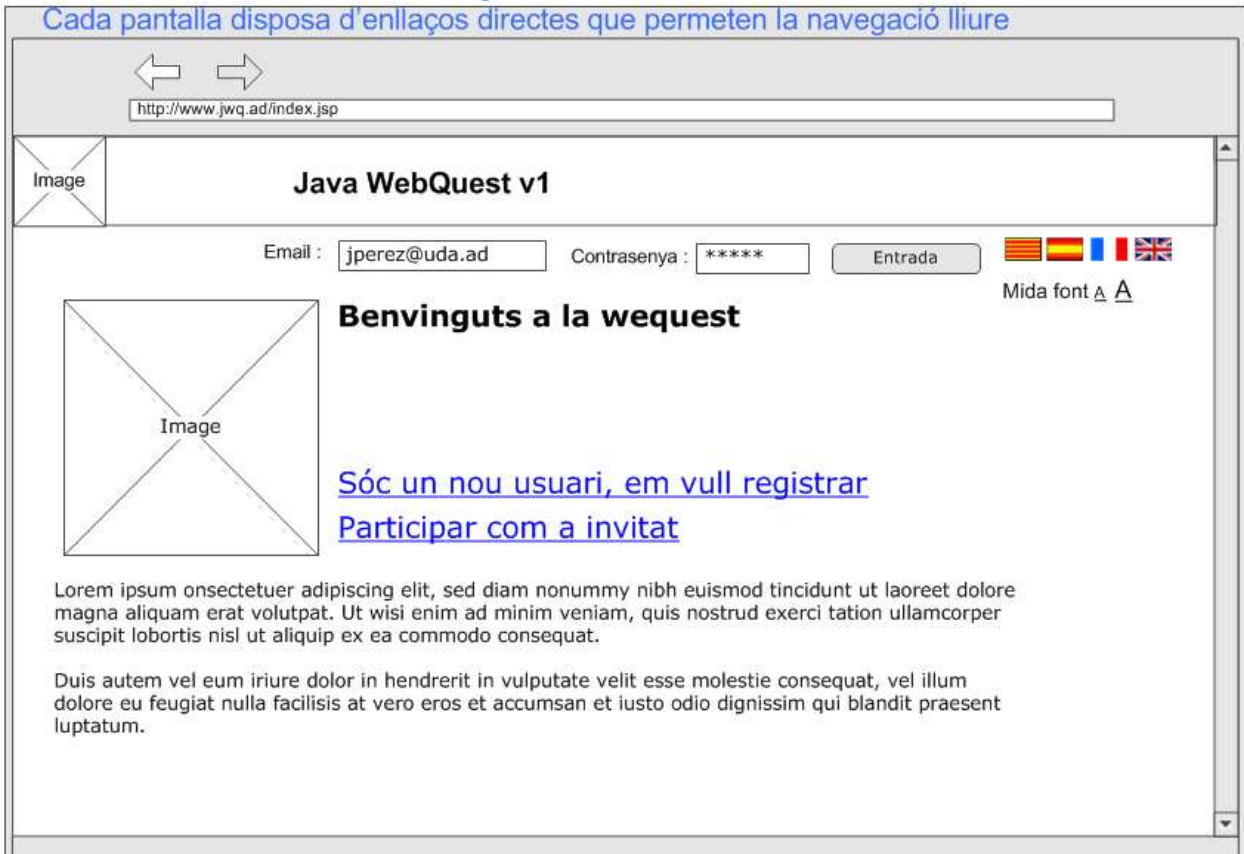 Cada pantalla disposa d'enllaços directes que permeten la navegació lliure
http://www.jwq.ad/index.jsp
Image
Java WebQuest v1
Email : jperez@uda.ad Contrasenya : ***** Entrada
Mida font A A
Benvinguts a la wequest
Image
Sóc un nou usuari, em vull registrar
Participar com a invitat
Lorem ipsum onsectetuer adipiscing elit, sed diam nonummy nibh euismod tincidunt ut laoreet dolore
magna aliquam erat volutpat. Ut wisi enim ad minim veniam, quis nostrud exerci tation ullamcorper
suscipit lobortis nisl ut aliquip ex ea commodo consequat.
Duis autem vel eum iriure dolor in hendrerit in vulputate velit esse molestie consequat, vel illum
dolore eu feugiat nulla facilisis at vero eros et accumsan et iusto odio dignissim qui blandit praesent
luptatum.